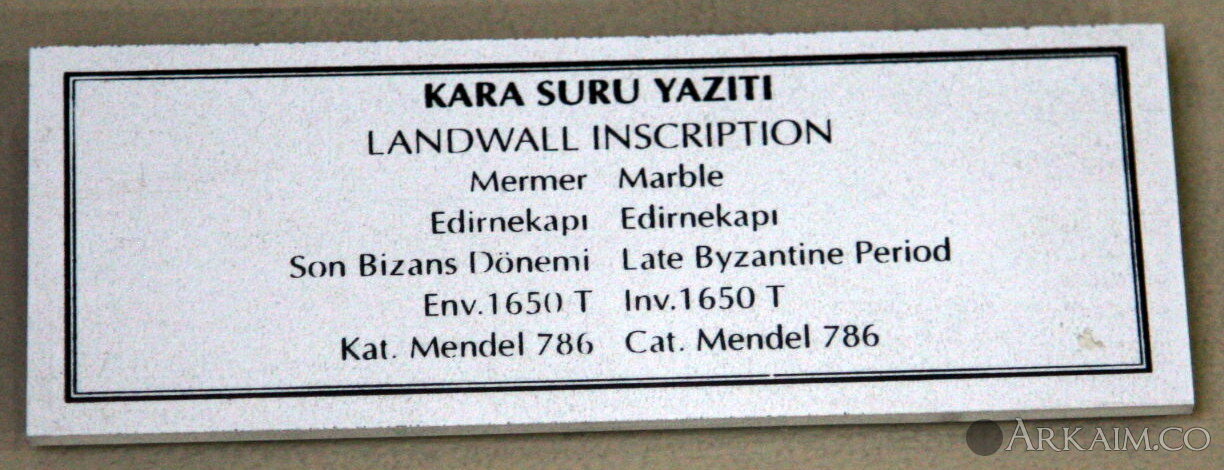 KARA SURU YAZITI
LANDWALL INSCRIPTION
Mermer Marble
Edirnekapı Edirnekapı
Son Bizans Dönemi Late Byzantine Period
Env.1650 T Inv.1650 T
Kat. Mendel 786 Cat. Mendel 786
ARKAIM.CO